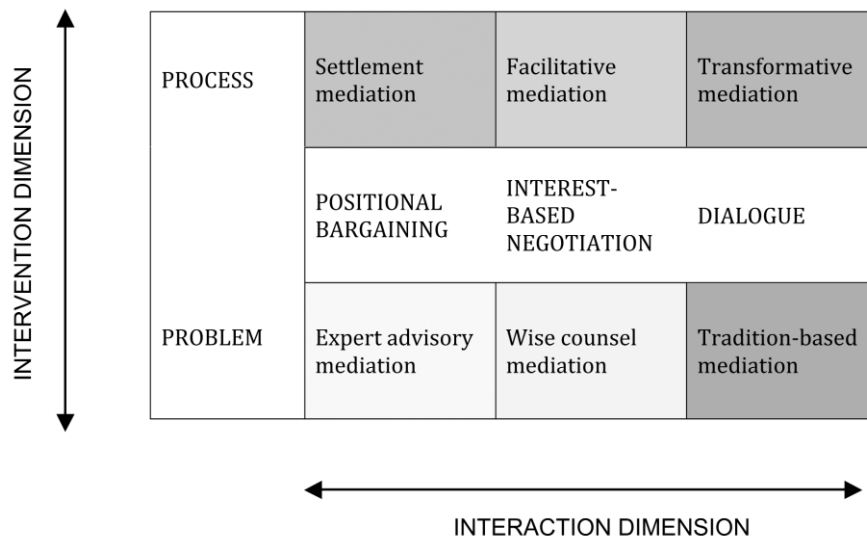 INTERVENTION DIMENSION
PROCESS
Settlement
mediation
Facilitative
mediation
Transformative
mediation
POSITIONAL
BARGAINING
INTEREST-
BASED
NEGOTIATION
DIALOGUE
PROBLEM
Expert advisory
mediation
Wise counsel
mediation
Tradition-based
mediation
INTERACTION DIMENSION